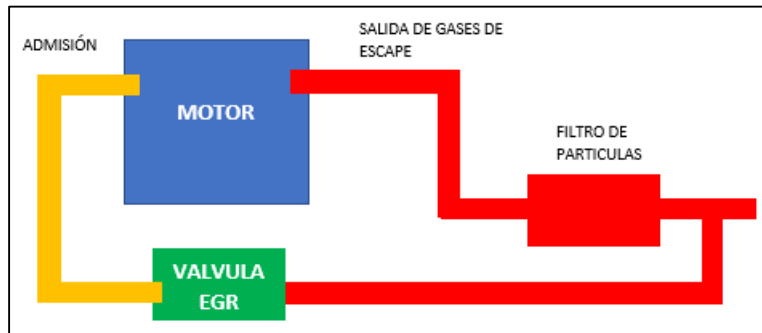 ADMISIÓN
MOTOR
SALIDA DE GASES DE
ESCAPE
FILTRO DE
PARTICULAS
VALVULA
EGR